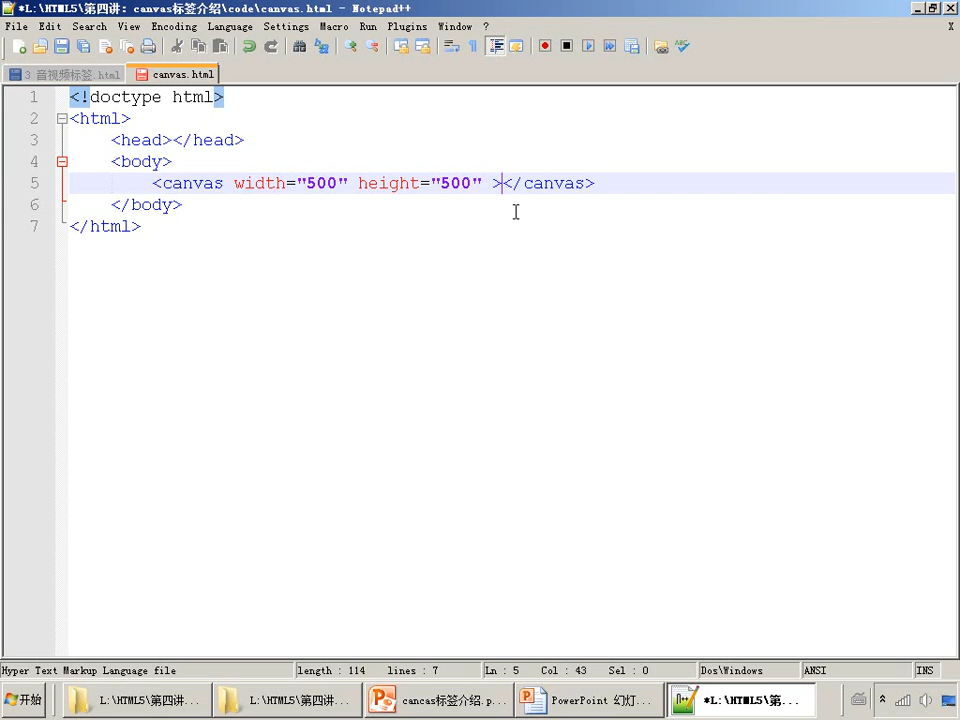 *L:\HTML5\第四讲：canvas标签介绍\code\canvas.html - Notepad++
File Edit Search View Encoding Language Settings Macro Run Plugins Window ? X
3 音视频标签.html canvas.html
1 <!doctype html>
2 <html>
3 <head></head>
4 <body>
5 <canvas width="500" height="500" ></canvas>
6 </body>
7 </html>
Hyper Text Markup Language file length : 114 lines : 7 Ln : 5 Col : 43 Sel : 0 Dos\Windows ANSI INS
开始 L:\HTML5\第四讲... L:\HTML5\第四讲... cancas标签介绍.p... PowerPoint 幻灯... *L:\HTML5\第...